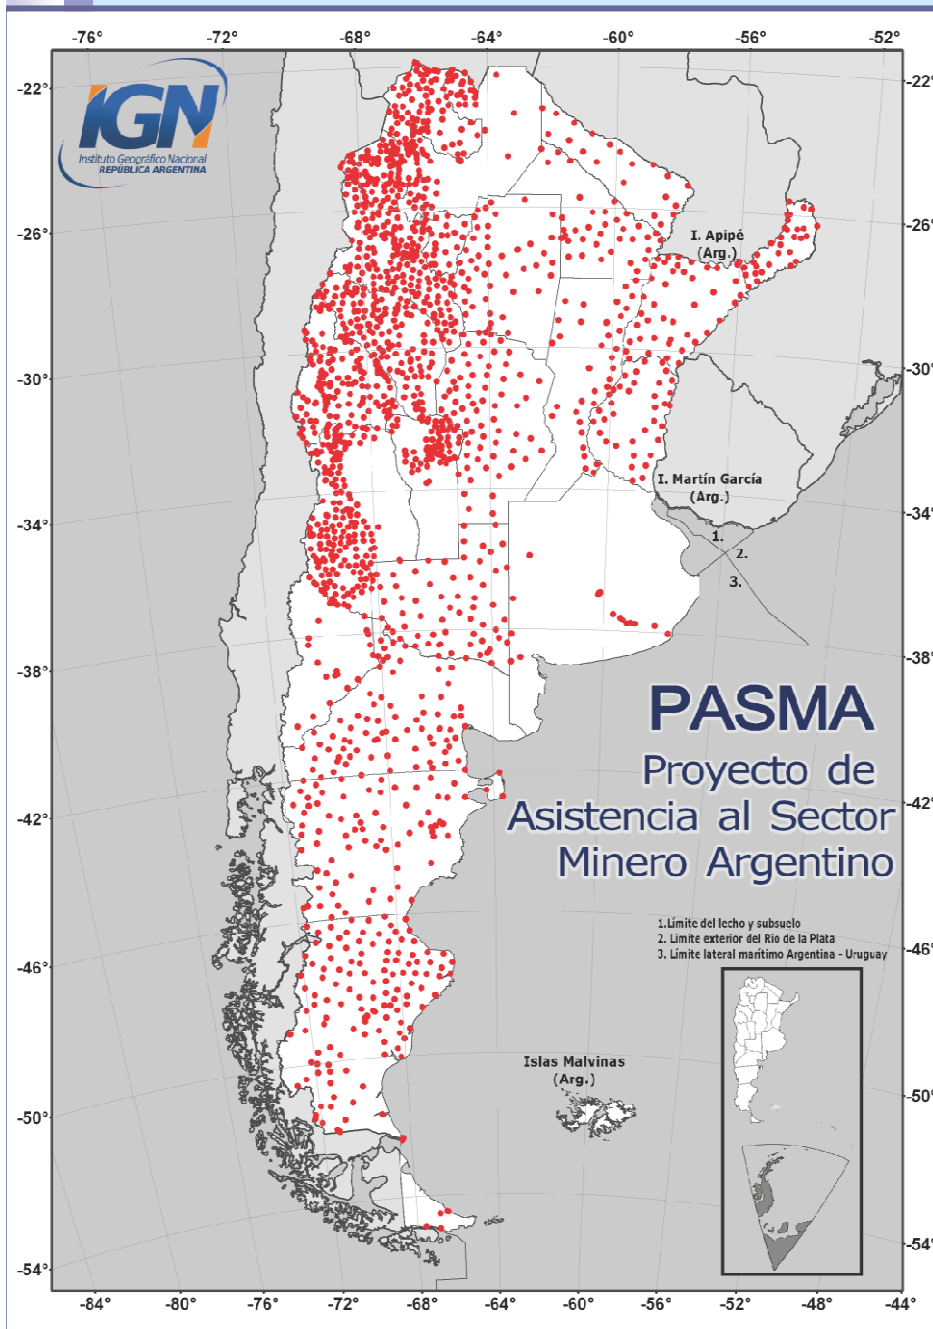 -76° -72° -68° -64° -60° -56° -52°
-22° -22°
IGN
Instituto Geográfico Nacional
REPÚBLICA ARGENTINA
-26° -26°
I. Apipé
(Arg.)
-30° -30°
I. Martín García
(Arg.)
-34° -34°
1.
2.
3.
-38° -38°
PASMA
Proyecto de
Asistencia al Sector
Minero Argentino
-42° -42°
1.Límite del lecho y subsuelo
2. Límite exterior del Río de la Plata
3. Límite lateral marítimo Argentina - Uruguay
-46° -46°
Islas Malvinas
(Arg.)
-50° -50°
-54° -54°
-84° -80° -76° -72° -68° -64° -60° -56° -52° -48° -44°